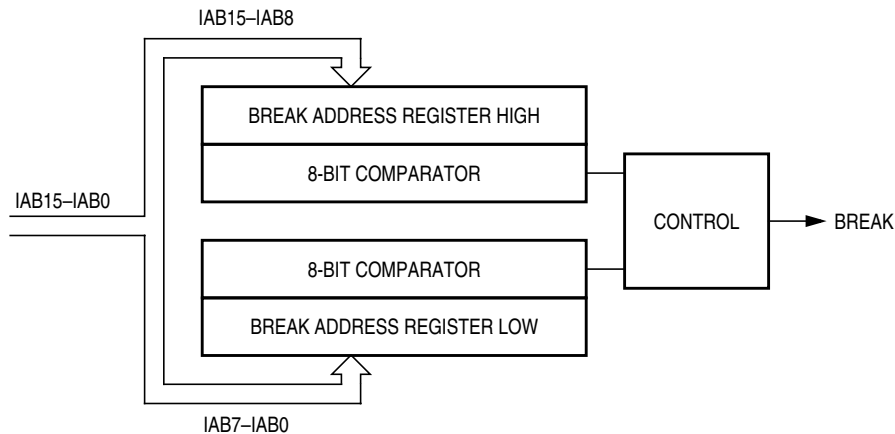 IAB15–IAB8
BREAK ADDRESS REGISTER HIGH
8-BIT COMPARATOR
IAB15–IAB0
CONTROL
BREAK
8-BIT COMPARATOR
BREAK ADDRESS REGISTER LOW
IAB7–IAB0